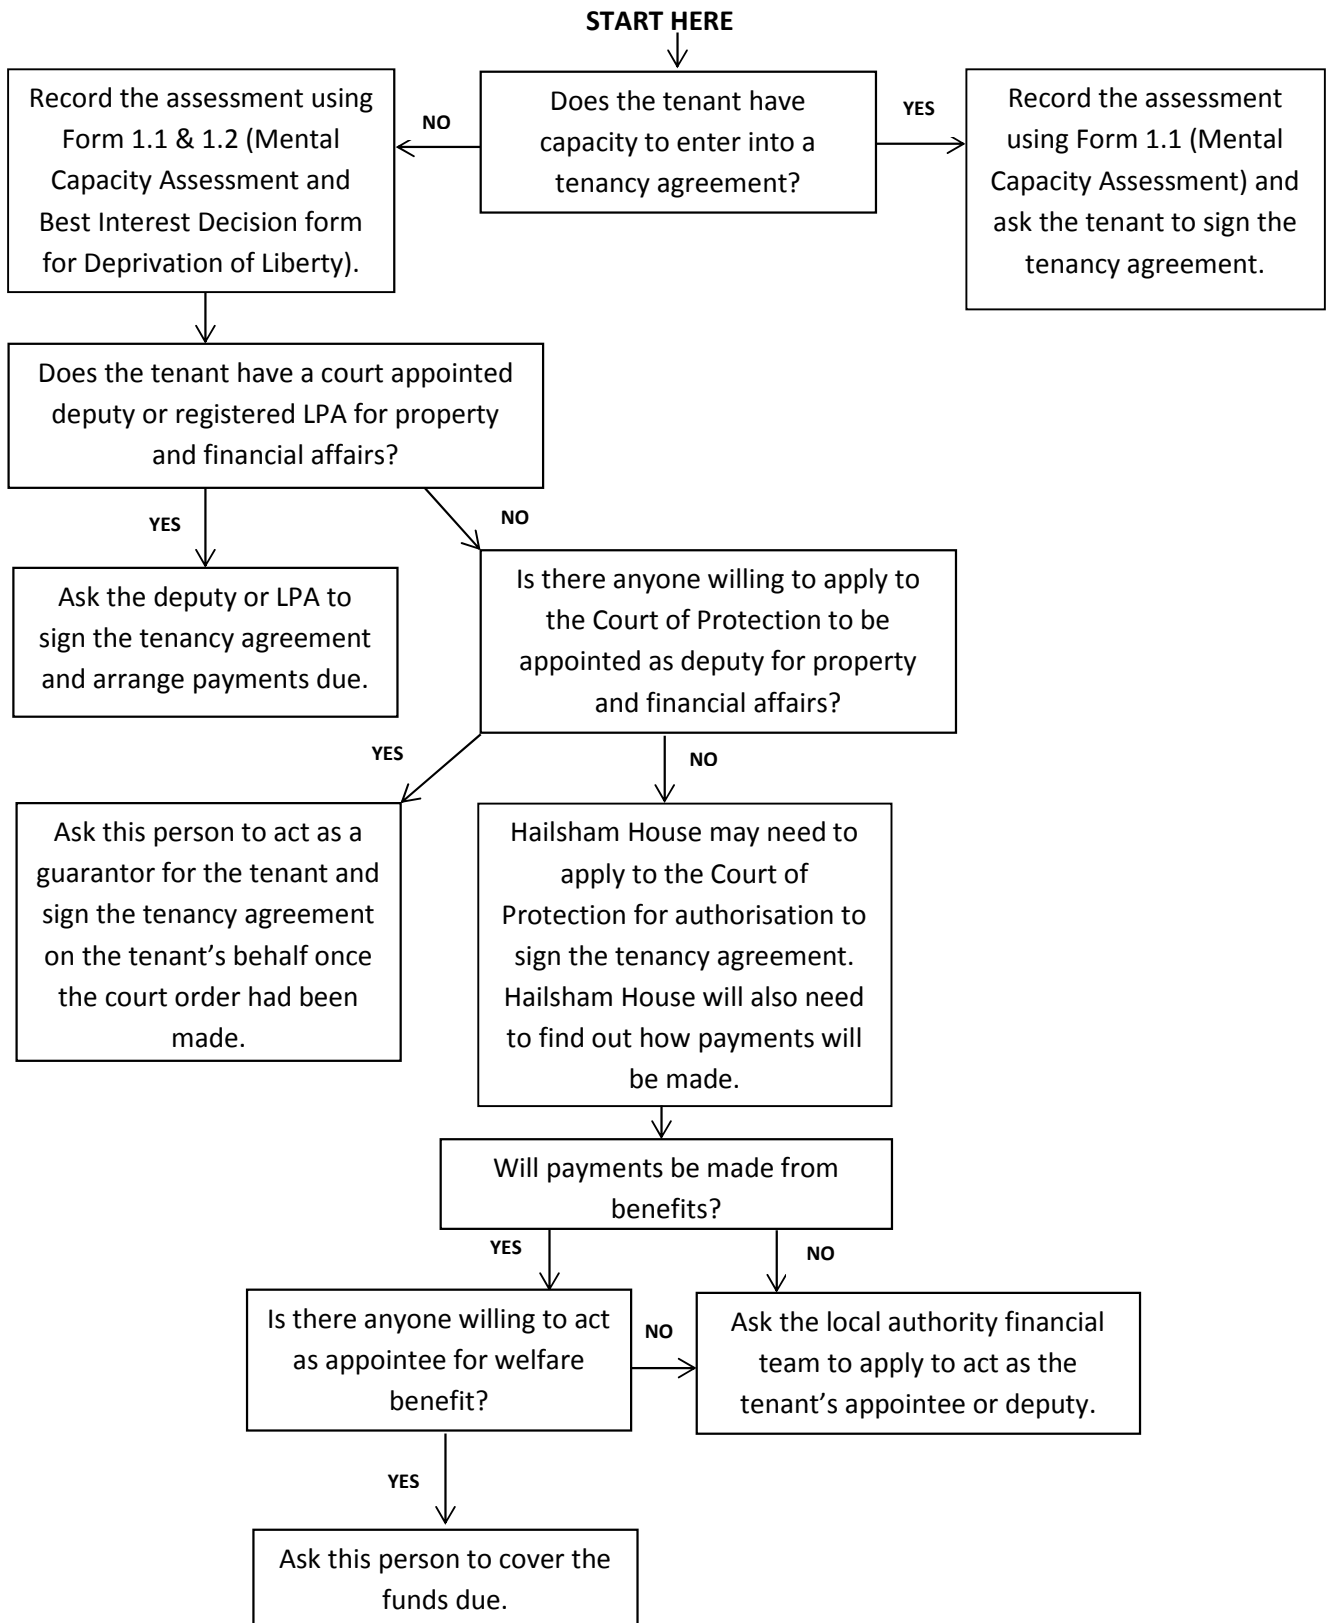 START HERE
Does the tenant have
capacity to enter into a
tenancy agreement?
NO
YES
Record the assessment using
Form 1.1 & 1.2 (Mental
Capacity Assessment and
Best Interest Decision form
for Deprivation of Liberty).
Record the assessment
using Form 1.1 (Mental
Capacity Assessment) and
ask the tenant to sign the
tenancy agreement.
Does the tenant have a court appointed
deputy or registered LPA for property
and financial affairs?
YES
NO
Ask the deputy or LPA to
sign the tenancy agreement
and arrange payments due.
Is there anyone willing to apply to
the Court of Protection to be
appointed as deputy for property
and financial affairs?
YES
NO
Ask this person to act as a
guarantor for the tenant and
sign the tenancy agreement
on the tenant’s behalf once
the court order had been
made.
Hailsham House may need to
apply to the Court of
Protection for authorisation to
sign the tenancy agreement.
Hailsham House will also need
to find out how payments will
be made.
Will payments be made from
benefits?
YES
NO
Is there anyone willing to act
as appointee for welfare
benefit?
NO
Ask the local authority financial
team to apply to act as the
tenant’s appointee or deputy.
YES
Ask this person to cover the
funds due.